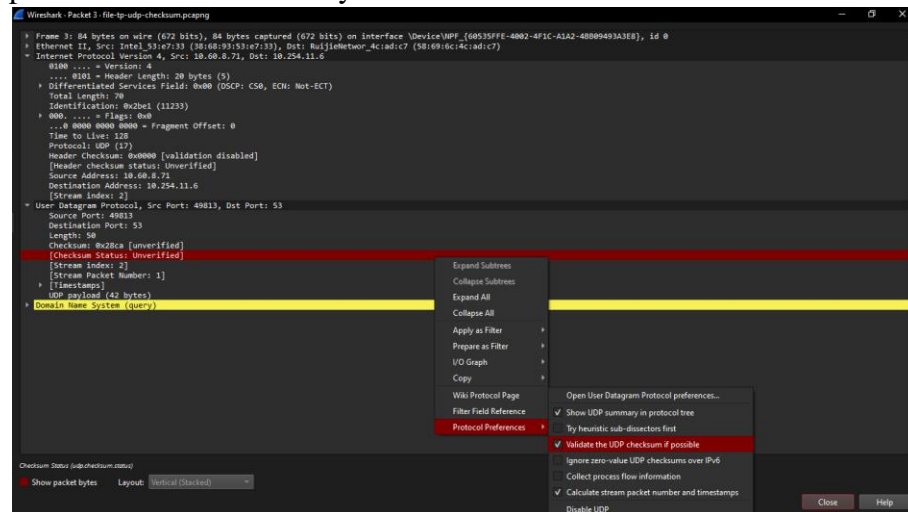 Wireshark · Packet 3 · file-tp-udp-checksum.pcapng
Frame 3: 84 bytes on wire (672 bits), 84 bytes captured (672 bits) on interface \Device\NPF_{60535FFE-4002-4F1C-A1A2-48B09493A3E8}, id 0
Ethernet II, Src: Intel_53:e7:33 (38:68:93:53:e7:33), Dst: RuijieNetwor_4c:ad:c7 (58:69:6c:4c:ad:c7)
Internet Protocol Version 4, Src: 10.60.8.71, Dst: 10.254.11.6
0100 .... = Version: 4
.... 0101 = Header Length: 20 bytes (5)
Differentiated Services Field: 0x00 (DSCP: CS0, ECN: Not-ECT)
Total Length: 70
Identification: 0x2be1 (11233)
000. .... = Flags: 0x0
...0 0000 0000 0000 = Fragment Offset: 0
Time to Live: 128
Protocol: UDP (17)
Header Checksum: 0x0000 [validation disabled]
[Header checksum status: Unverified]
Source Address: 10.60.8.71
Destination Address: 10.254.11.6
[Stream index: 2]
User Datagram Protocol, Src Port: 49813, Dst Port: 53
Source Port: 49813
Destination Port: 53
Length: 50
Checksum: 0x28ca [unverified]
[Checksum Status: Unverified]
[Stream index: 2]
[Stream Packet Number: 1]
[Timestamps]
UDP payload (42 bytes)
Domain Name System (query)
Expand Subtrees
Collapse Subtrees
Expand All
Collapse All
Apply as Filter
Prepare as Filter
I/O Graph
Copy
Wiki Protocol Page
Filter Field Reference
Protocol Preferences
Open User Datagram Protocol preferences...
Show UDP summary in protocol tree
Try heuristic sub-dissectors first
Validate the UDP checksum if possible
Ignore zero-value UDP checksums over IPv6
Collect process flow information
Calculate stream packet number and timestamps
Disable UDP
Checksum Status (udp.checksum.status)
Show packet bytes Layout: Vertical (Stacked)
Close Help